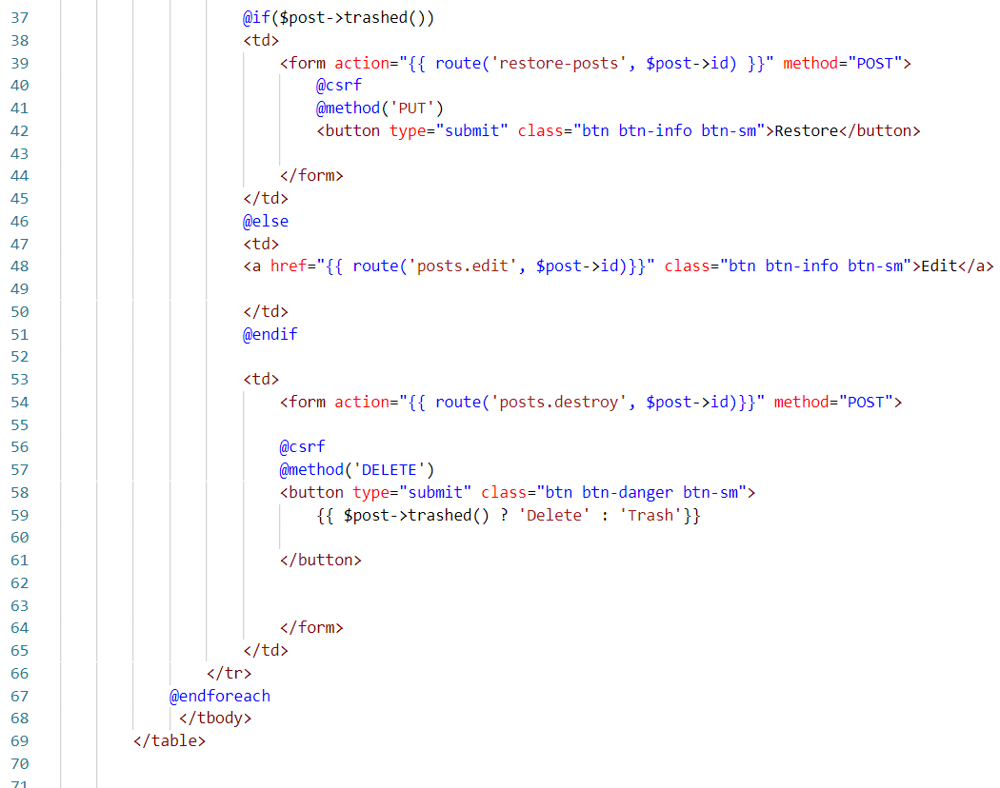 37 @if($post->trashed())
38 <td>
39 <form action="{{ route('restore-posts', $post->id) }}" method="POST">
40 @csrf
41 @method('PUT')
42 <button type="submit" class="btn btn-info btn-sm">Restore</button>
43
44 </form>
45 </td>
46 @else
47 <td>
48 <a href="{{ route('posts.edit', $post->id)}}" class="btn btn-info btn-sm">Edit</a>
49
50 </td>
51 @endif
52
53 <td>
54 <form action="{{ route('posts.destroy', $post->id)}}" method="POST">
55
56 @csrf
57 @method('DELETE')
58 <button type="submit" class="btn btn-danger btn-sm">
59 {{ $post->trashed() ? 'Delete' : 'Trash'}}
60
61 </button>
62
63
64 </form>
65 </td>
66 </tr>
67 @endforeach
68 </tbody>
69 </table>
70
71